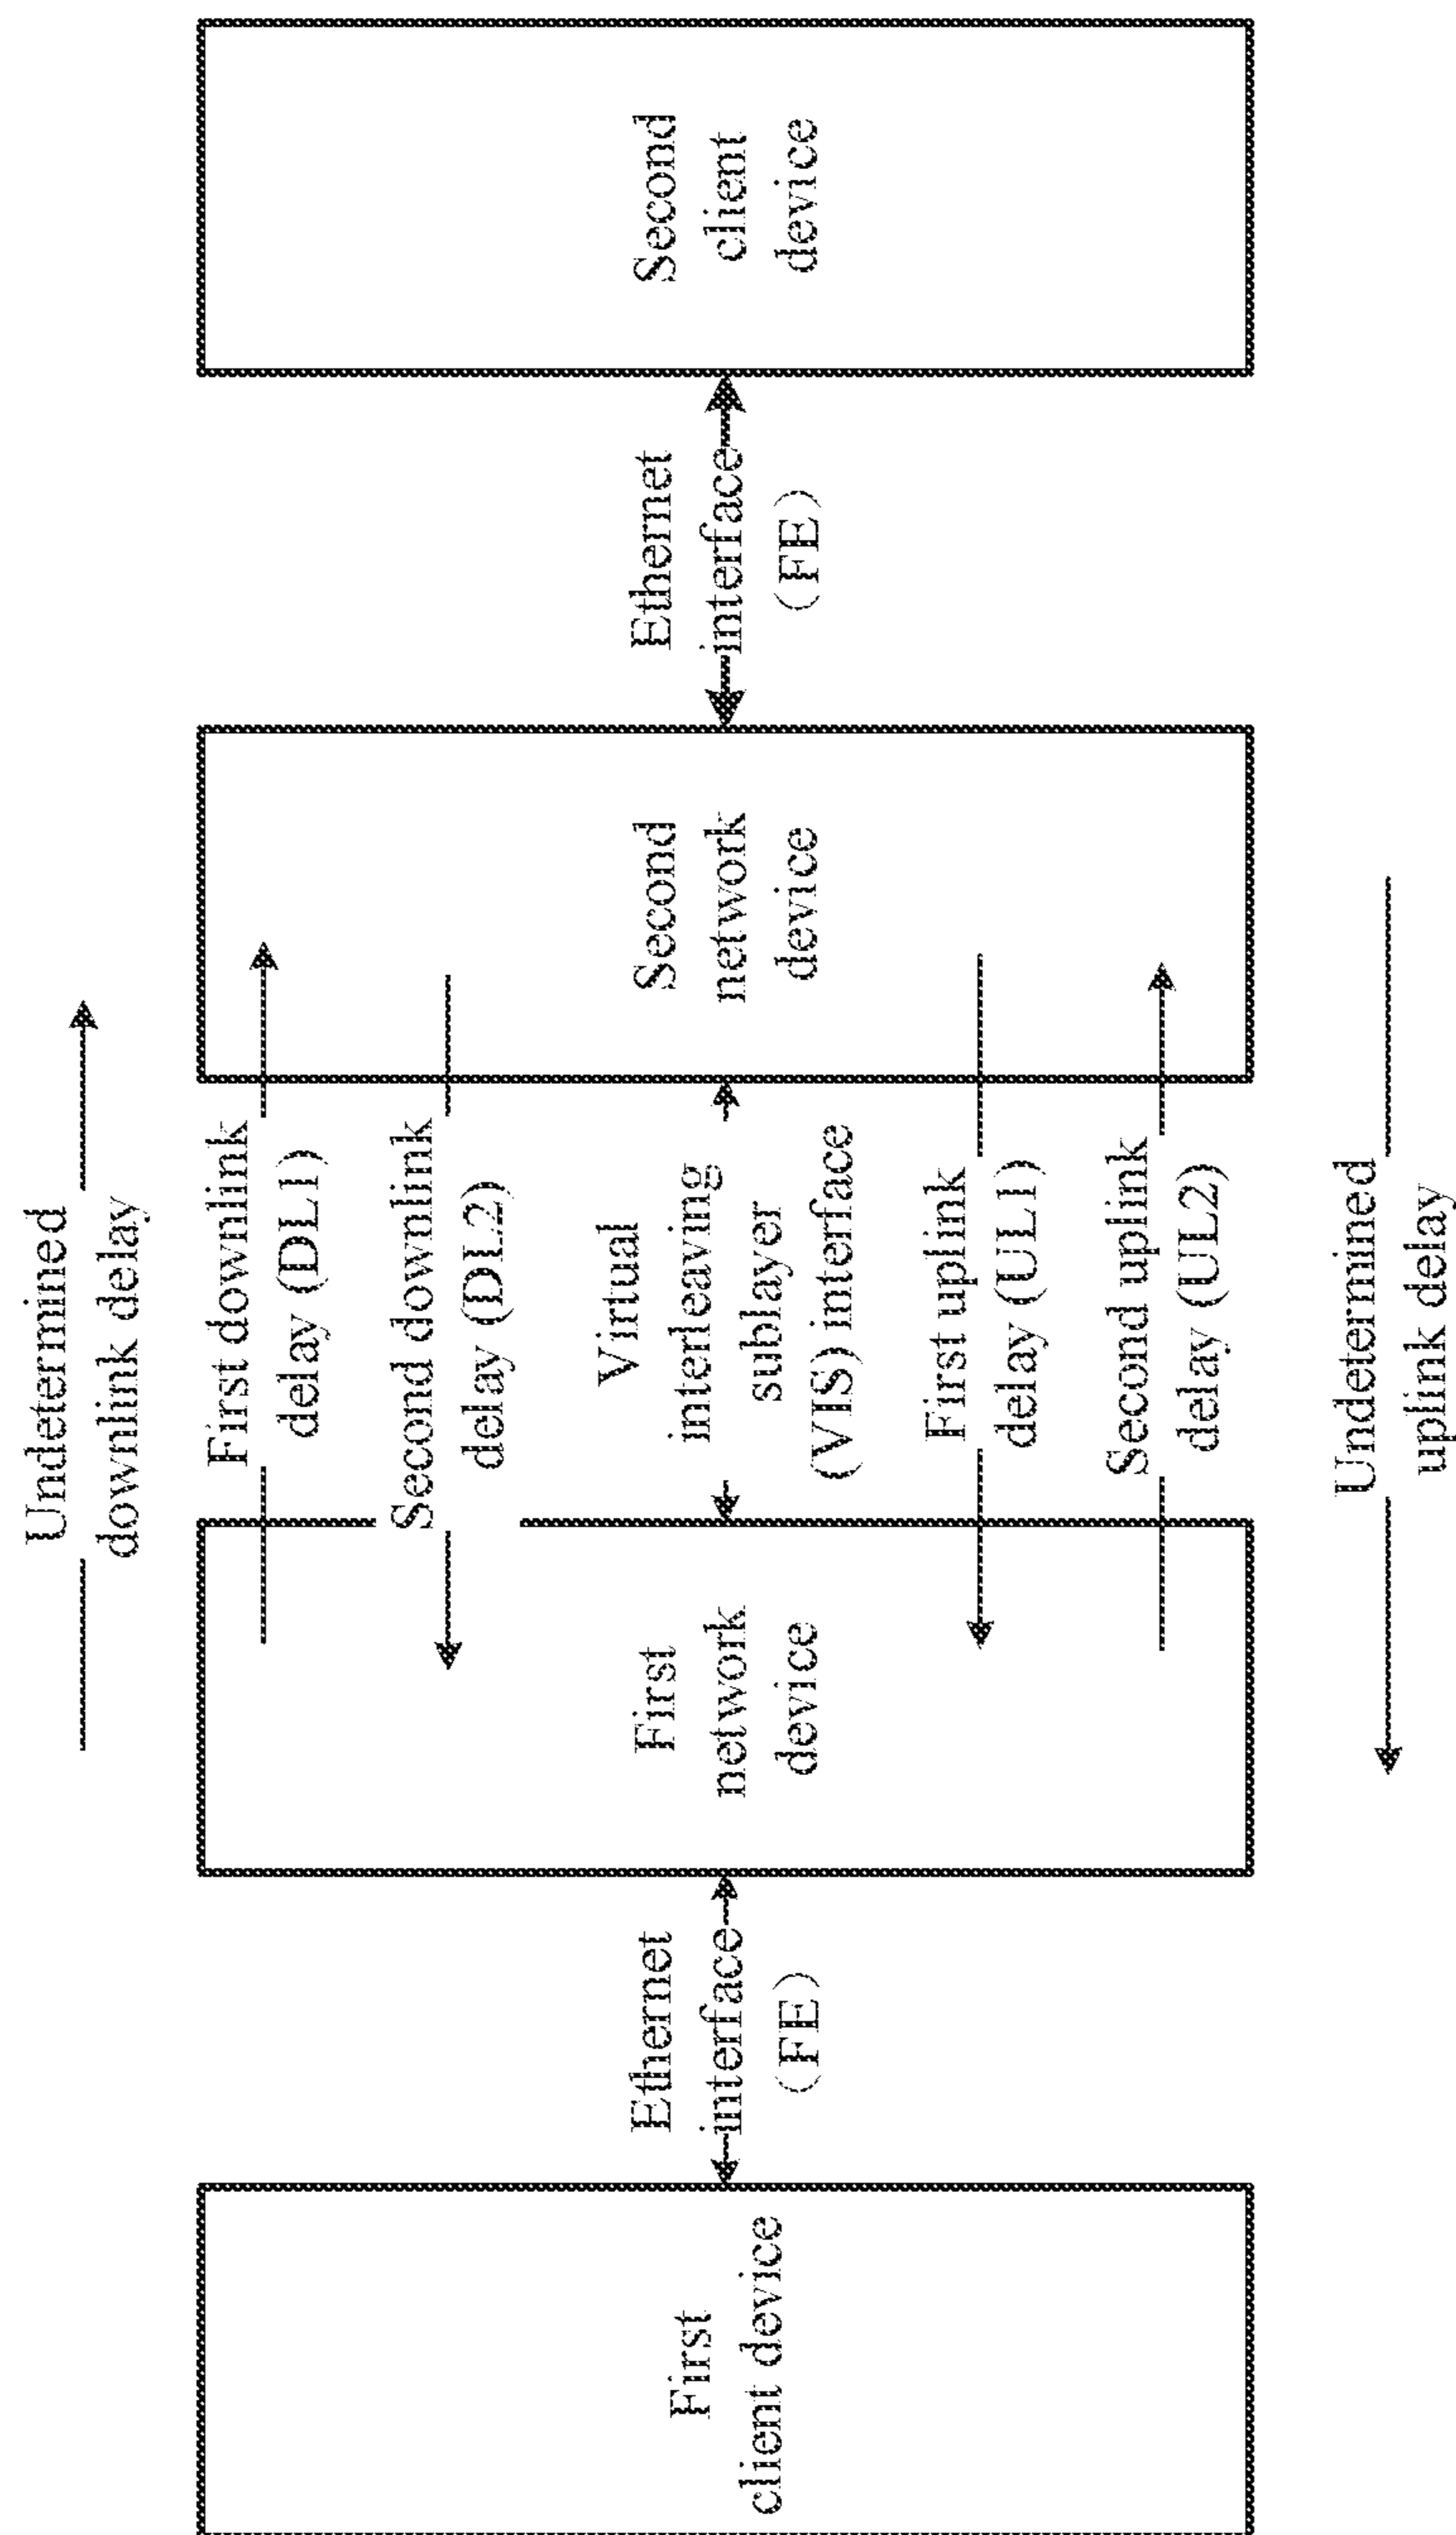 Undetermined
downlink delay
First
client device
Ethernet
interface
(FE)
First
network
device
First downlink
delay (DL1)
Second downlink
delay (DL2)
Virtual
interleaving
sublayer
(VIS) interface
First uplink
delay (UL1)
Second uplink
delay (UL2)
Second
network
device
Ethernet
interface
(FE)
Second
client
device
Undetermined
uplink delay